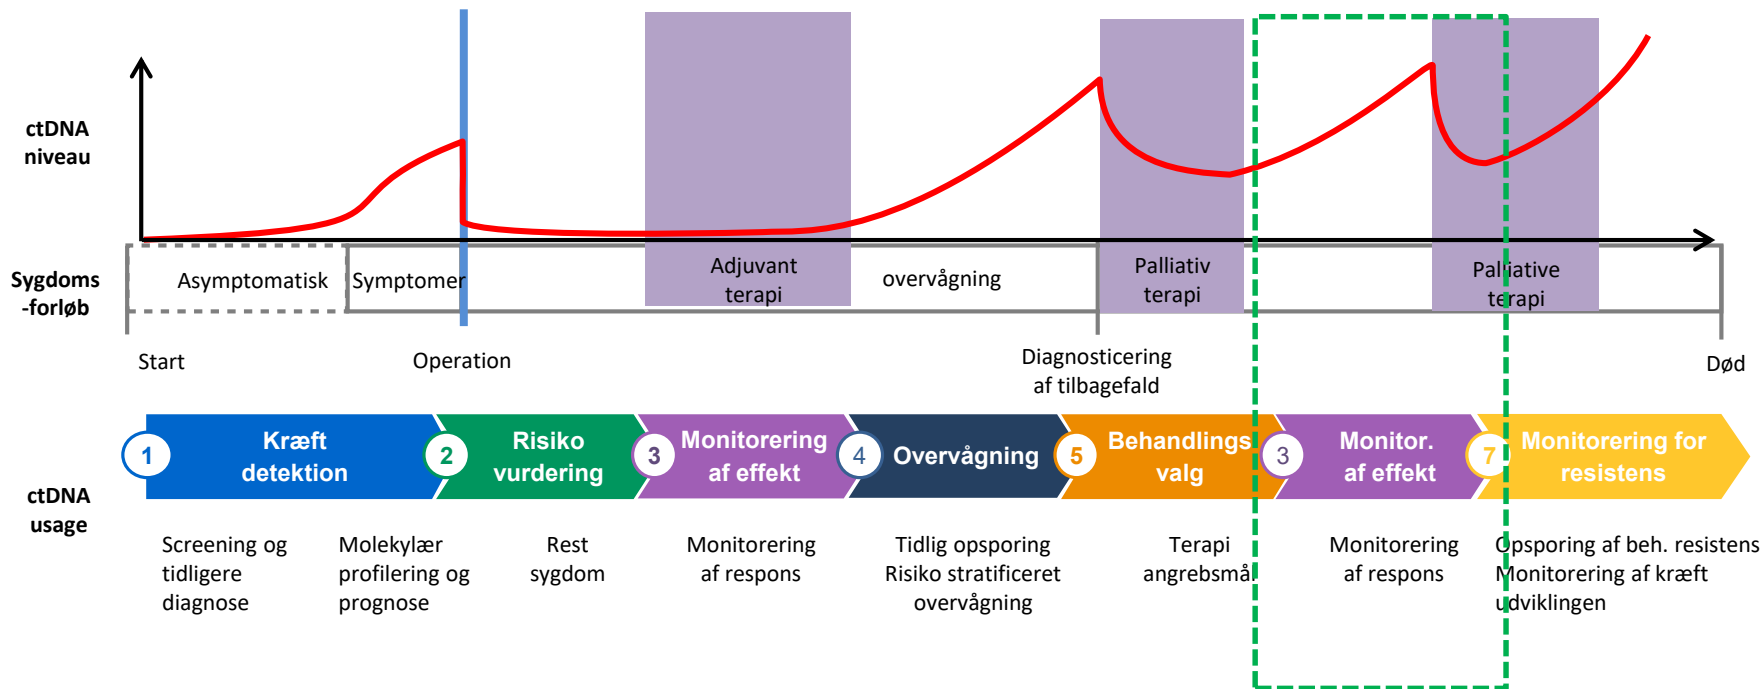 ctDNA
niveau
Sygdoms
-forløb
Asymptomatisk
Symptomer
Adjuvant
terapi
overvågning
Palliativ
terapi
Palliative
terapi
Start
Operation
Diagnosticering
af tilbagefald
Død
ctDNA
usage
1
Kræft
detektion
2
Risiko
vurdering
3
Monitorering
af effekt
4
Overvågning
5
Behandlings
valg
3
Monitor.
af effekt
7
Monitorering for
resistens
Screening og
tidligere
diagnose
Molekylær
profilering og
prognose
Rest
sygdom
Monitorering
af respons
Tidlig opsporing
Risiko stratificeret
overvågning
Terapi
angrebsmål
Monitorering
af respons
Opsporing af beh. resistens
Monitorering af kræft
udviklingen